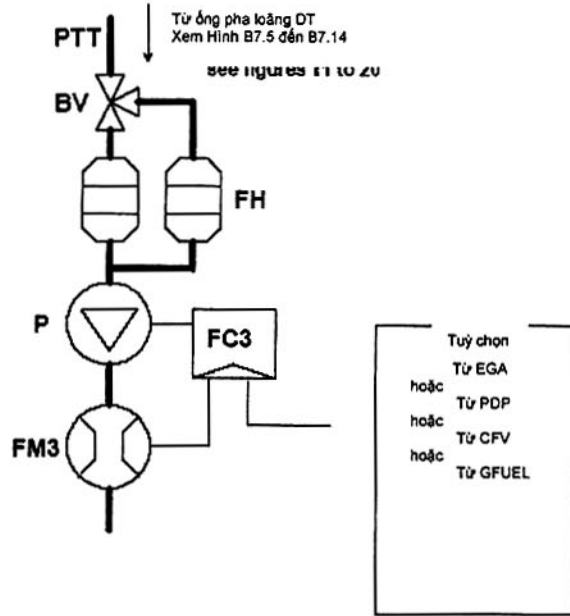 PTT
Từ ống pha loãng DT
Xem Hình B7.5 đến B7.14
see figures 11 to 20
BV
FH
P
FC3
FM3
Tuỳ chọn
Từ EGA
hoặc
Từ PDP
hoặc
Từ CFV
hoặc
Từ GFUEL